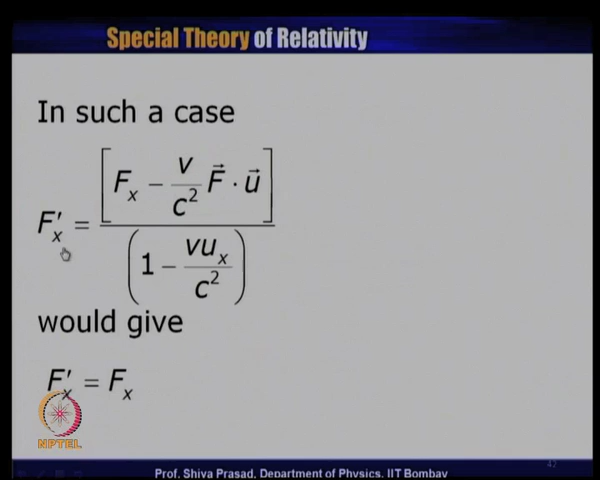 Special Theory of Relativity
In such a case
F′ₓ = [Fₓ − v/c² F⃗ · u⃗] / (1 − vuₓ/c²)
would give
F′ₓ = Fₓ
NPTEL
42
Prof. Shiva Prasad, Department of Physics, IIT Bombay